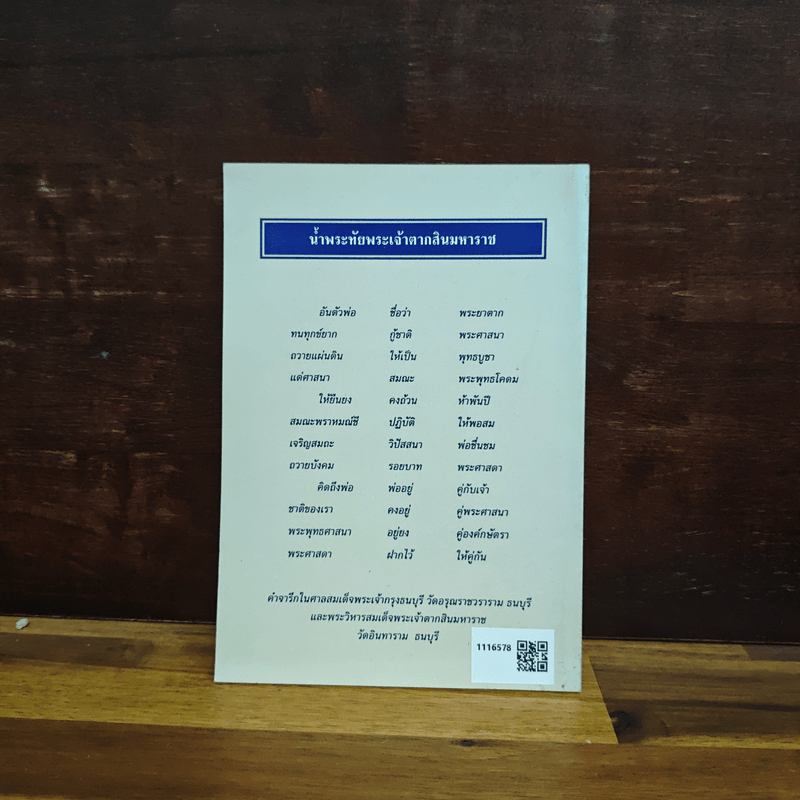 น้ำพระทัยพระเจ้าตากสินมหาราช
อันตัวพ่อ ชื่อว่า พระยาตาก
ทนทุกข์ยาก กู้ชาติ พระศาสนา
ถวายแผ่นดิน ให้เป็น พุทธบูชา
แด่ศาสนา สมณะ พระพุทธโคดม
ให้ยืนยง คงถ้วน ห้าพันปี
สมณะพราหมณ์ชี ปฏิบัติ ให้พอสม
เจริญสมถะ วิปัสสนา พ่อชื่นชม
ถวายบังคม รอยบาท พระศาสดา
คิดถึงพ่อ พ่ออยู่ คู่กับเจ้า
ชาติของเรา คงอยู่ คู่พระศาสนา
พระพุทธศาสนา อยู่ยง คู่องค์กษัตรา
พระศาสดา ฝากไว้ ให้คู่กัน
คำจารึกในศาลสมเด็จพระเจ้ากรุงธนบุรี วัดอรุณราชวราราม ธนบุรี
และพระวิหารสมเด็จพระเจ้าตากสินมหาราช
วัดอินทาราม ธนบุรี
1116578